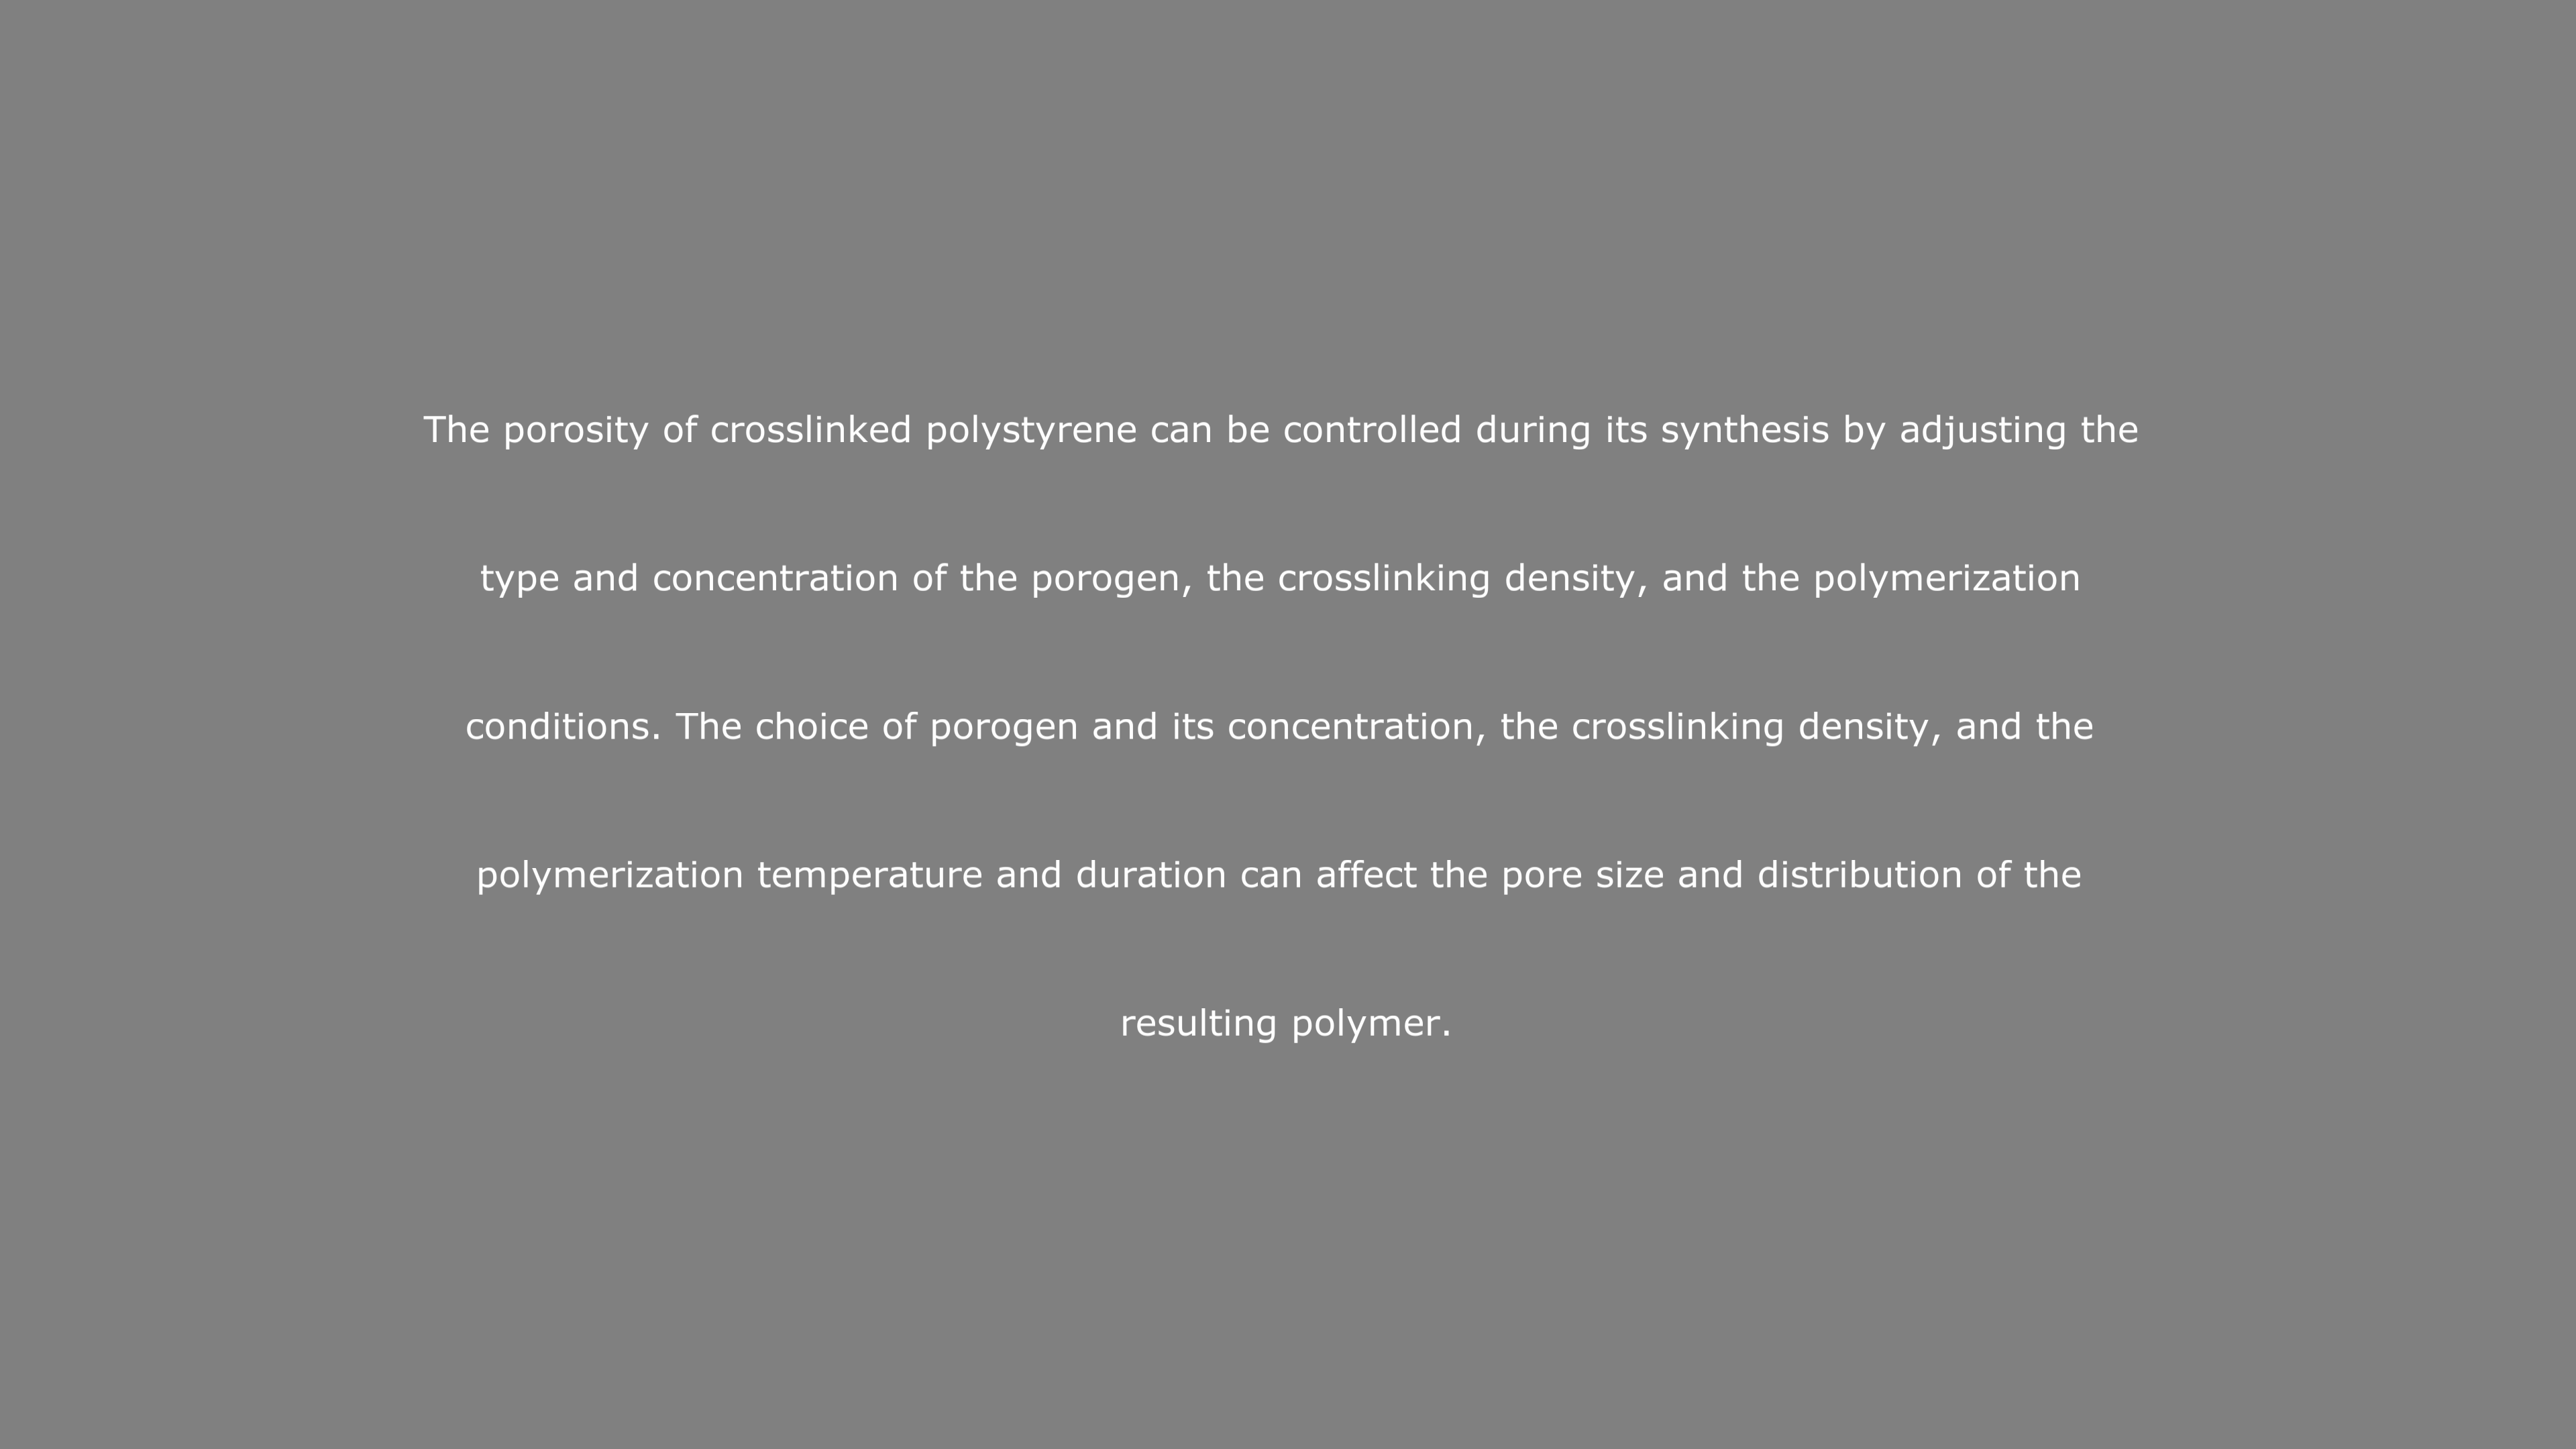 The porosity of crosslinked polystyrene can be controlled during its synthesis by adjusting the
type and concentration of the porogen, the crosslinking density, and the polymerization
conditions. The choice of porogen and its concentration, the crosslinking density, and the
polymerization temperature and duration can affect the pore size and distribution of the
resulting polymer.